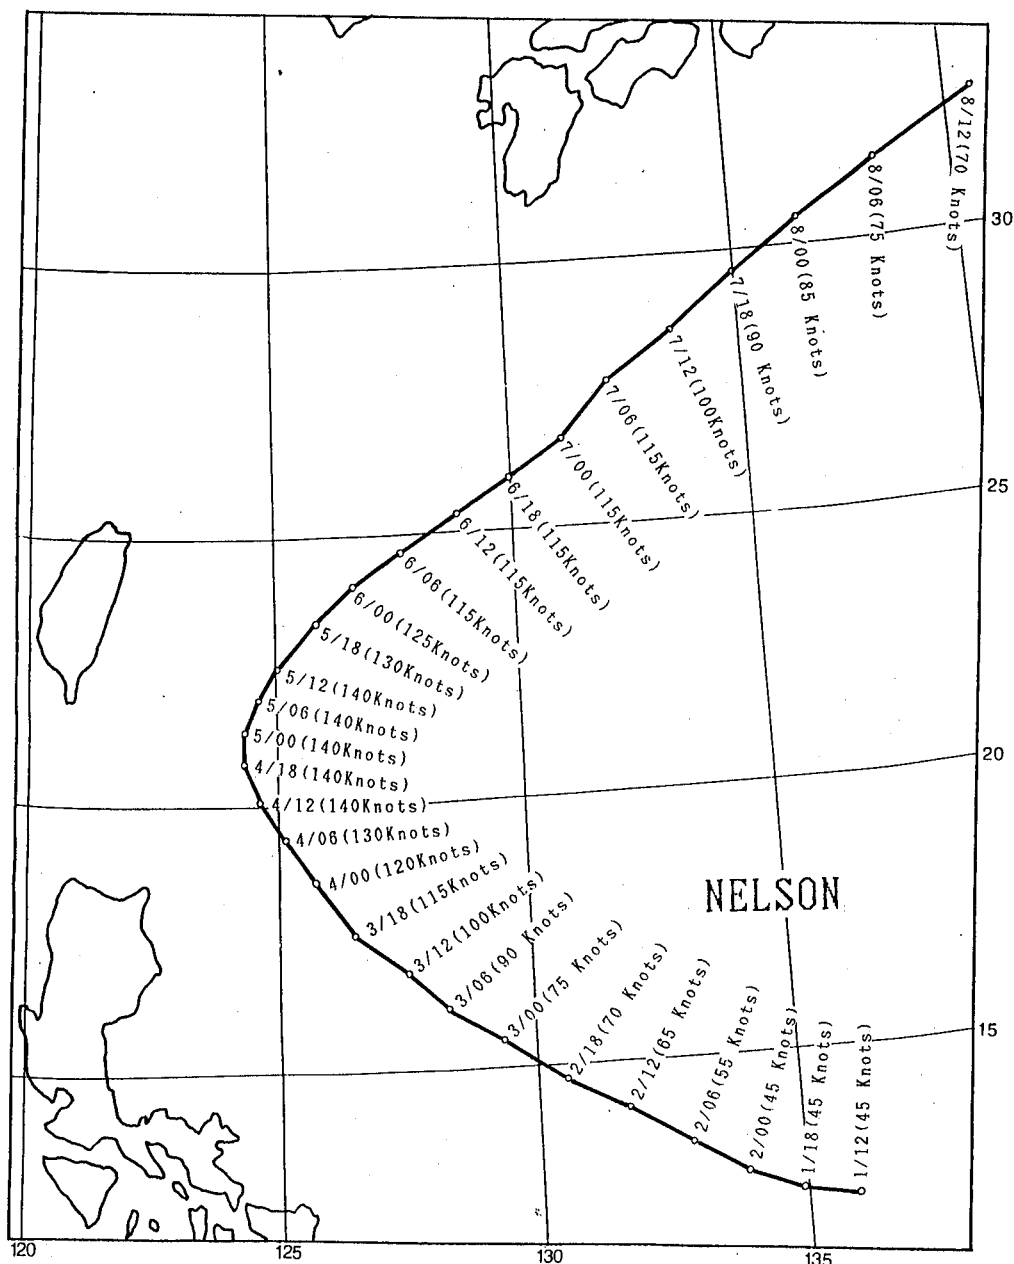 8/12(70 Knots)
8/06(75 Knots)
30
8/00(85 Knots)
7/18(90 Knots)
7/12(100Knots)
7/06(115Knots)
25
7/00(115Knots)
6/18(115Knots)
6/12(115Knots)
6/06(115Knots)
6/00(125Knots)
5/18(130Knots)
5/12(140Knots)
5/06(140Knots)
5/00(140Knots)
20
4/18(140Knots)
4/12(140Knots)
4/06(130Knots)
4/00(120Knots)
NELSON
3/18(115Knots)
3/12(100Knots)
3/06(90 Knots)
3/00(75 Knots)
2/18(70 Knots)
2/12(65 Knots)
15
2/06(55 Knots)
2/00(45 Knots)
1/18(45 Knots)
1/12(45 Knots)
120
125
130
135